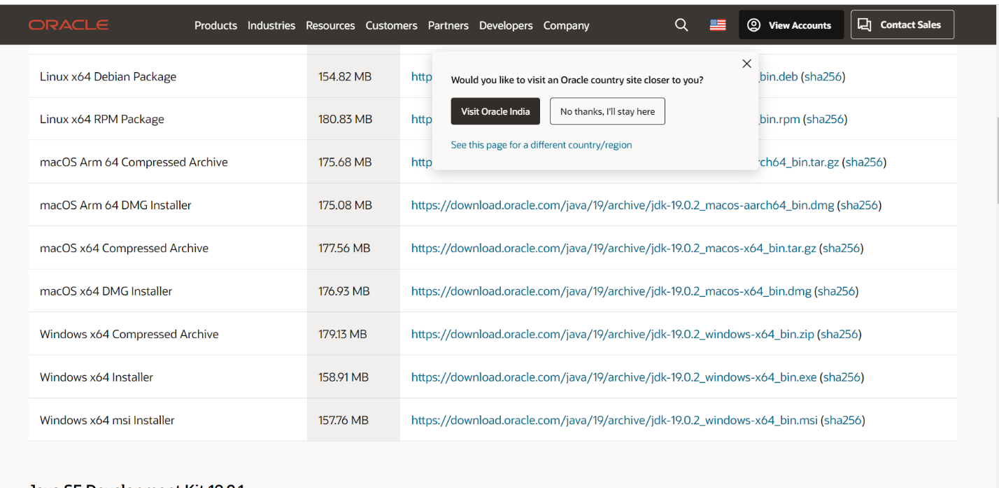 ORACLE Products Industries Resources Customers Partners Developers Company View Accounts Contact Sales
Would you like to visit an Oracle country site closer to you?
Visit Oracle India No thanks, I'll stay here
See this page for a different country/region
Linux x64 Debian Package 154.82 MB http bin.deb (sha256)
Linux x64 RPM Package 180.83 MB http bin.rpm (sha256)
macOS Arm 64 Compressed Archive 175.68 MB http rch64_bin.tar.gz (sha256)
macOS Arm 64 DMG Installer 175.08 MB https://download.oracle.com/java/19/archive/jdk-19.0.2_macos-aarch64_bin.dmg (sha256)
macOS x64 Compressed Archive 177.56 MB https://download.oracle.com/java/19/archive/jdk-19.0.2_macos-x64_bin.tar.gz (sha256)
macOS x64 DMG Installer 176.93 MB https://download.oracle.com/java/19/archive/jdk-19.0.2_macos-x64_bin.dmg (sha256)
Windows x64 Compressed Archive 179.13 MB https://download.oracle.com/java/19/archive/jdk-19.0.2_windows-x64_bin.zip (sha256)
Windows x64 Installer 158.91 MB https://download.oracle.com/java/19/archive/jdk-19.0.2_windows-x64_bin.exe (sha256)
Windows x64 msi Installer 157.76 MB https://download.oracle.com/java/19/archive/jdk-19.0.2_windows-x64_bin.msi (sha256)
Java SE Development Kit 19.0.1